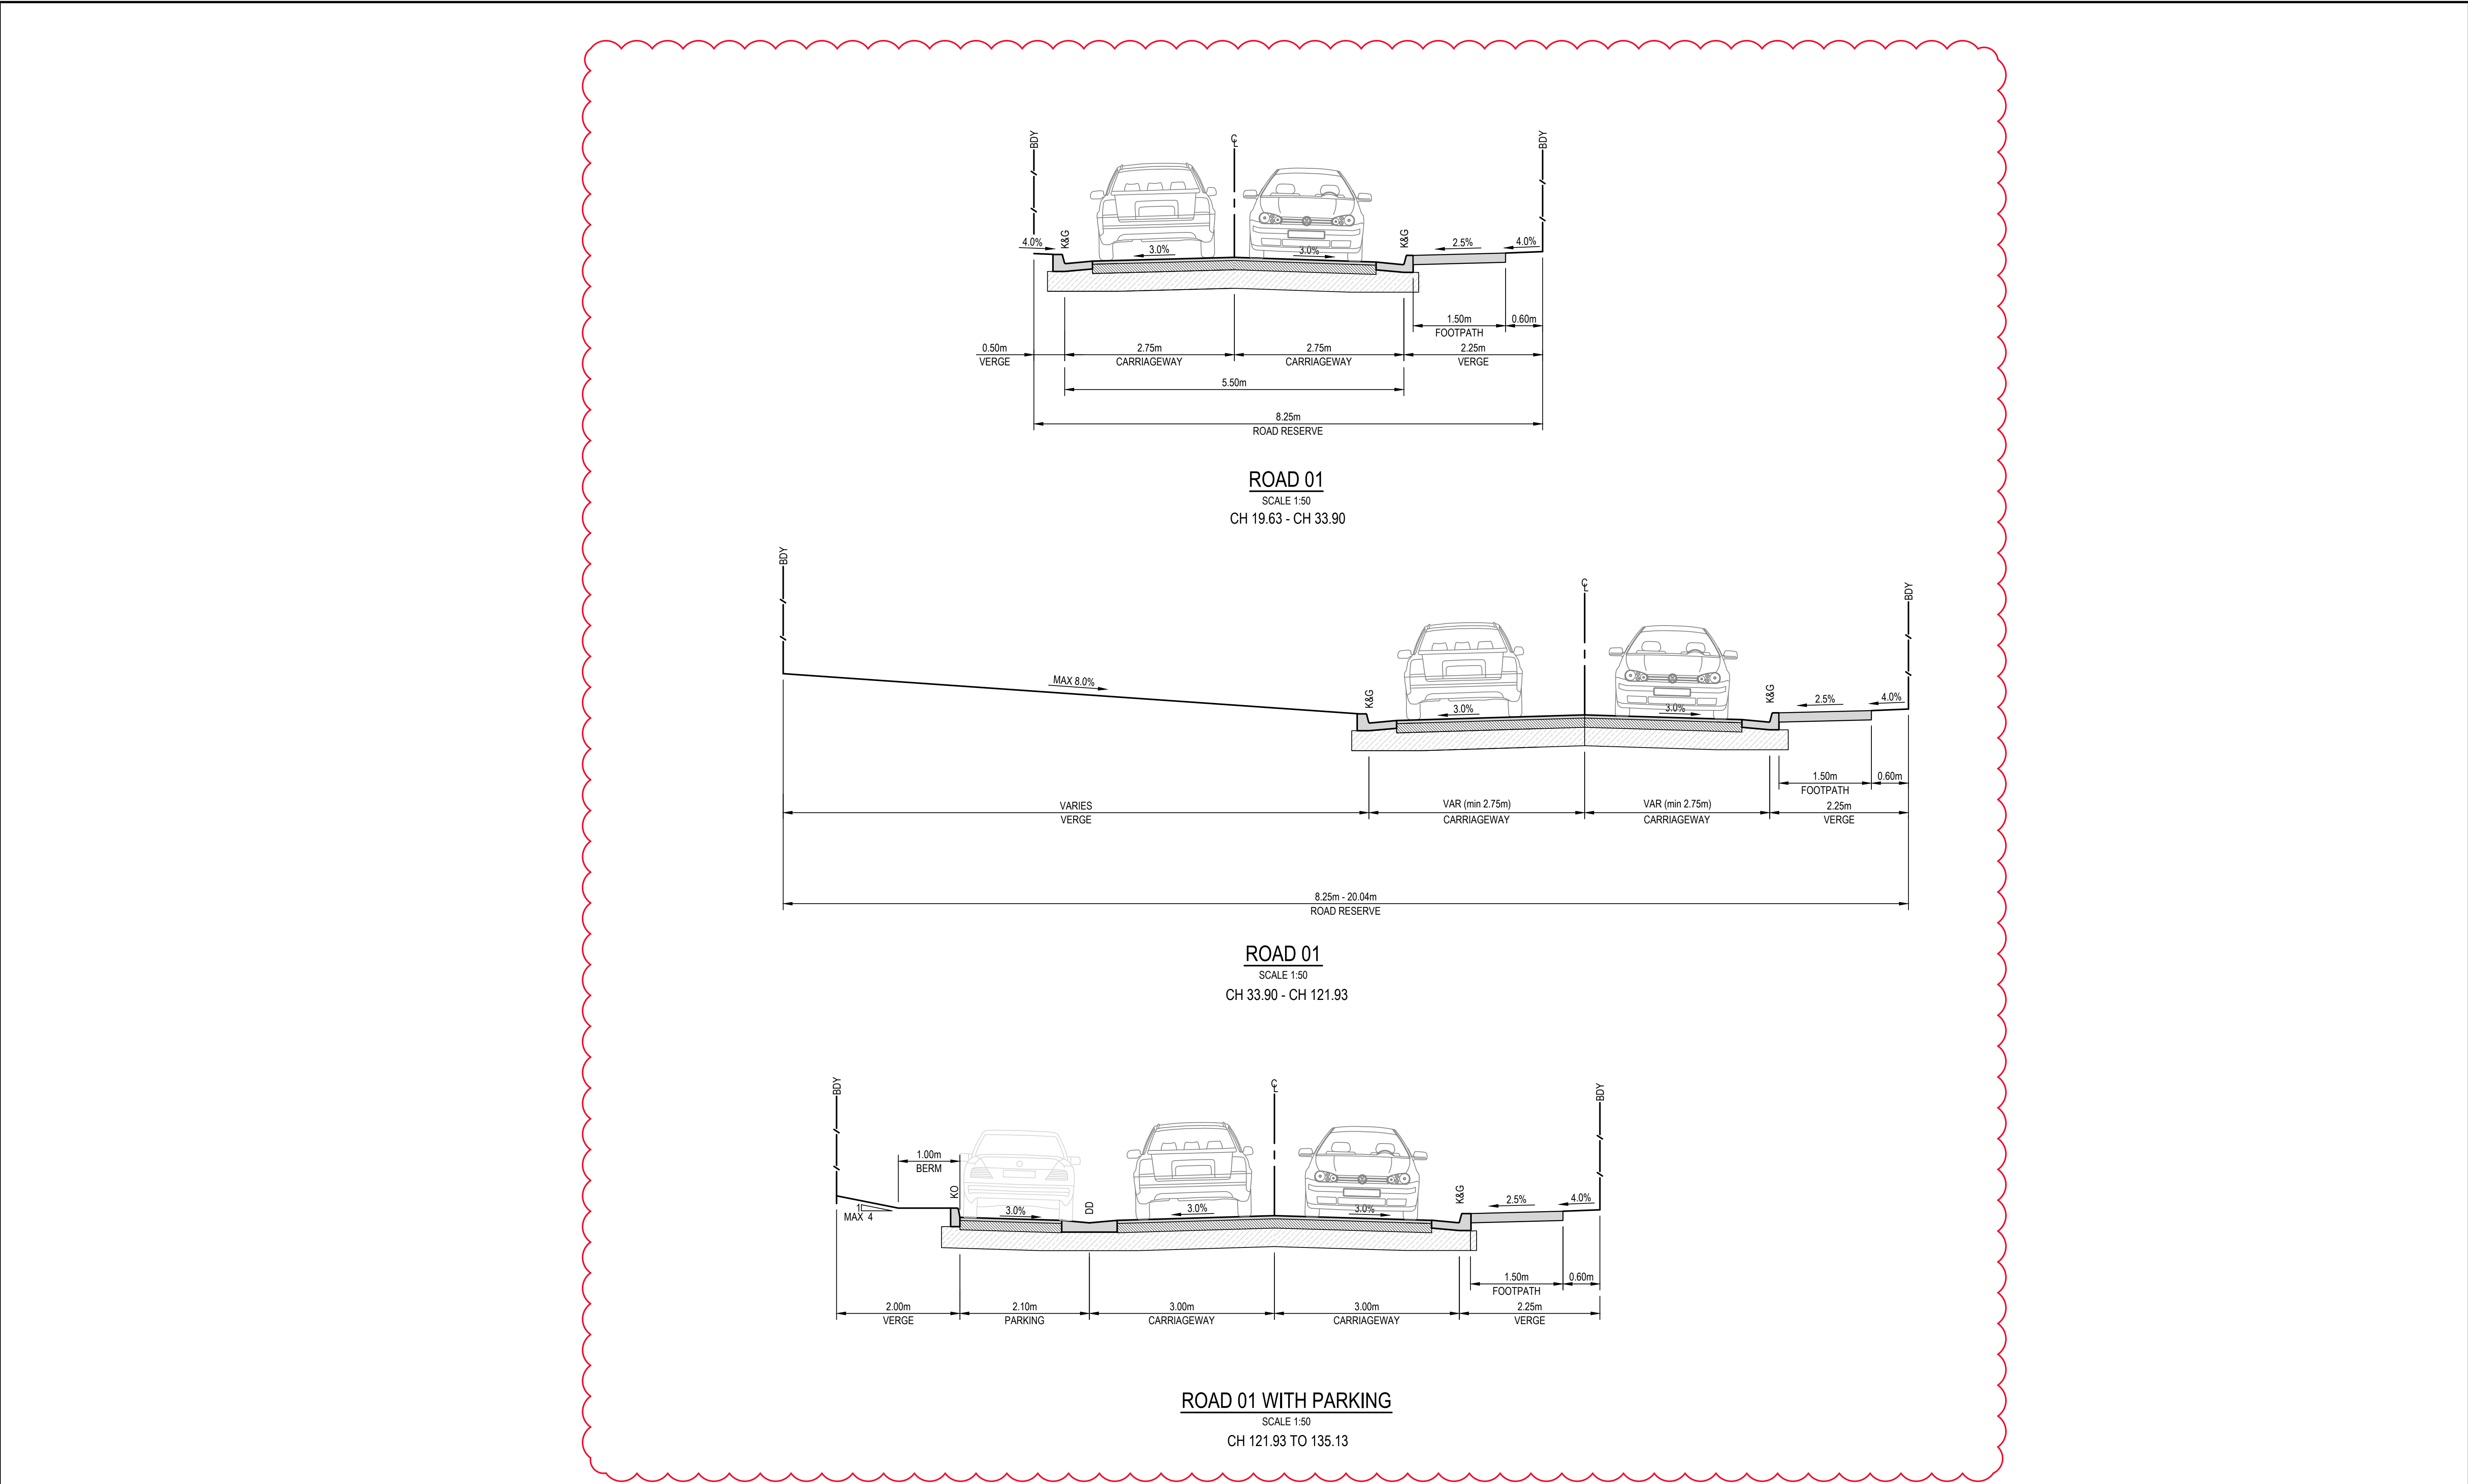 BDY
CL
BDY
4.0%
K&G
3.0%
3.0%
K&G
2.5%
4.0%
1.50m
0.60m
FOOTPATH
0.50m
2.75m
2.75m
2.25m
VERGE
CARRIAGEWAY
CARRIAGEWAY
VERGE
5.50m
8.25m
ROAD RESERVE
ROAD 01
SCALE 1:50
CH 19.63 - CH 33.90
BDY
CL
BDY
MAX 8.0%
K&G
3.0%
3.0%
K&G
2.5%
4.0%
1.50m
0.60m
FOOTPATH
VARIES
VAR (min 2.75m)
VAR (min 2.75m)
2.25m
VERGE
CARRIAGEWAY
CARRIAGEWAY
VERGE
8.25m - 20.04m
ROAD RESERVE
ROAD 01
SCALE 1:50
CH 33.90 - CH 121.93
BDY
CL
BDY
1.00m
BERM
KO
1
MAX 4
3.0%
DD
3.0%
3.0%
K&G
2.5%
4.0%
1.50m
0.60m
FOOTPATH
2.00m
2.10m
3.00m
3.00m
2.25m
VERGE
PARKING
CARRIAGEWAY
CARRIAGEWAY
VERGE
ROAD 01 WITH PARKING
SCALE 1:50
CH 121.93 TO 135.13